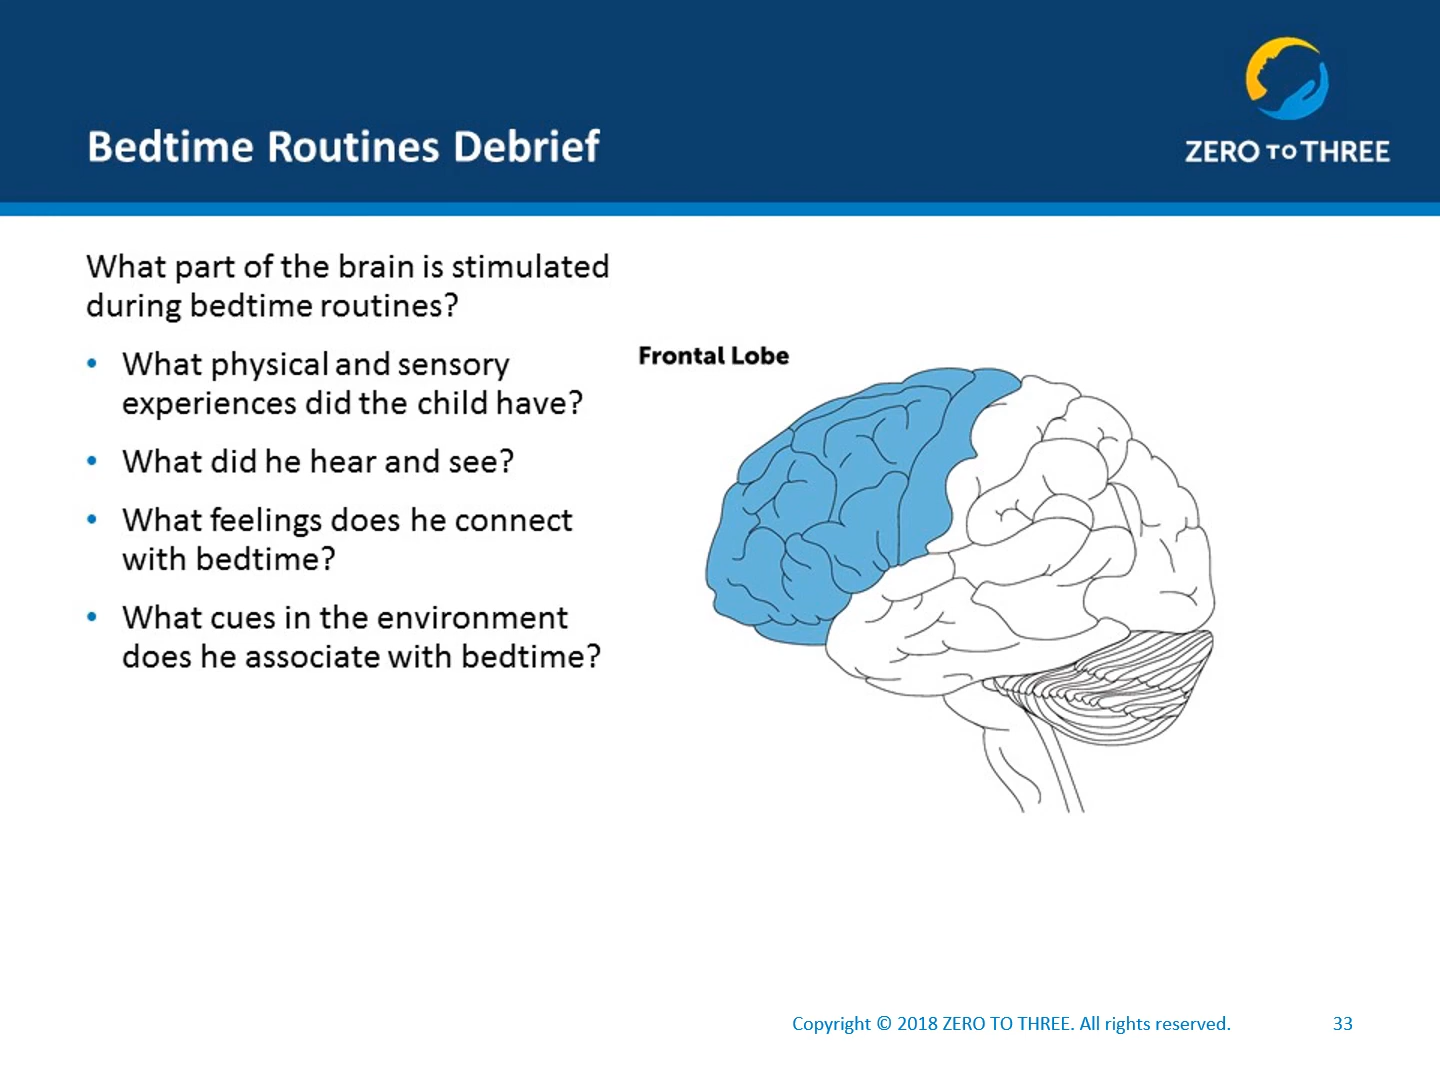 Bedtime Routines Debrief
ZERO TO THREE
What part of the brain is stimulated
during bedtime routines?
• What physical and sensory
experiences did the child have?
• What did he hear and see?
• What feelings does he connect
with bedtime?
• What cues in the environment
does he associate with bedtime?
Frontal Lobe
Copyright © 2018 ZERO TO THREE. All rights reserved.
33